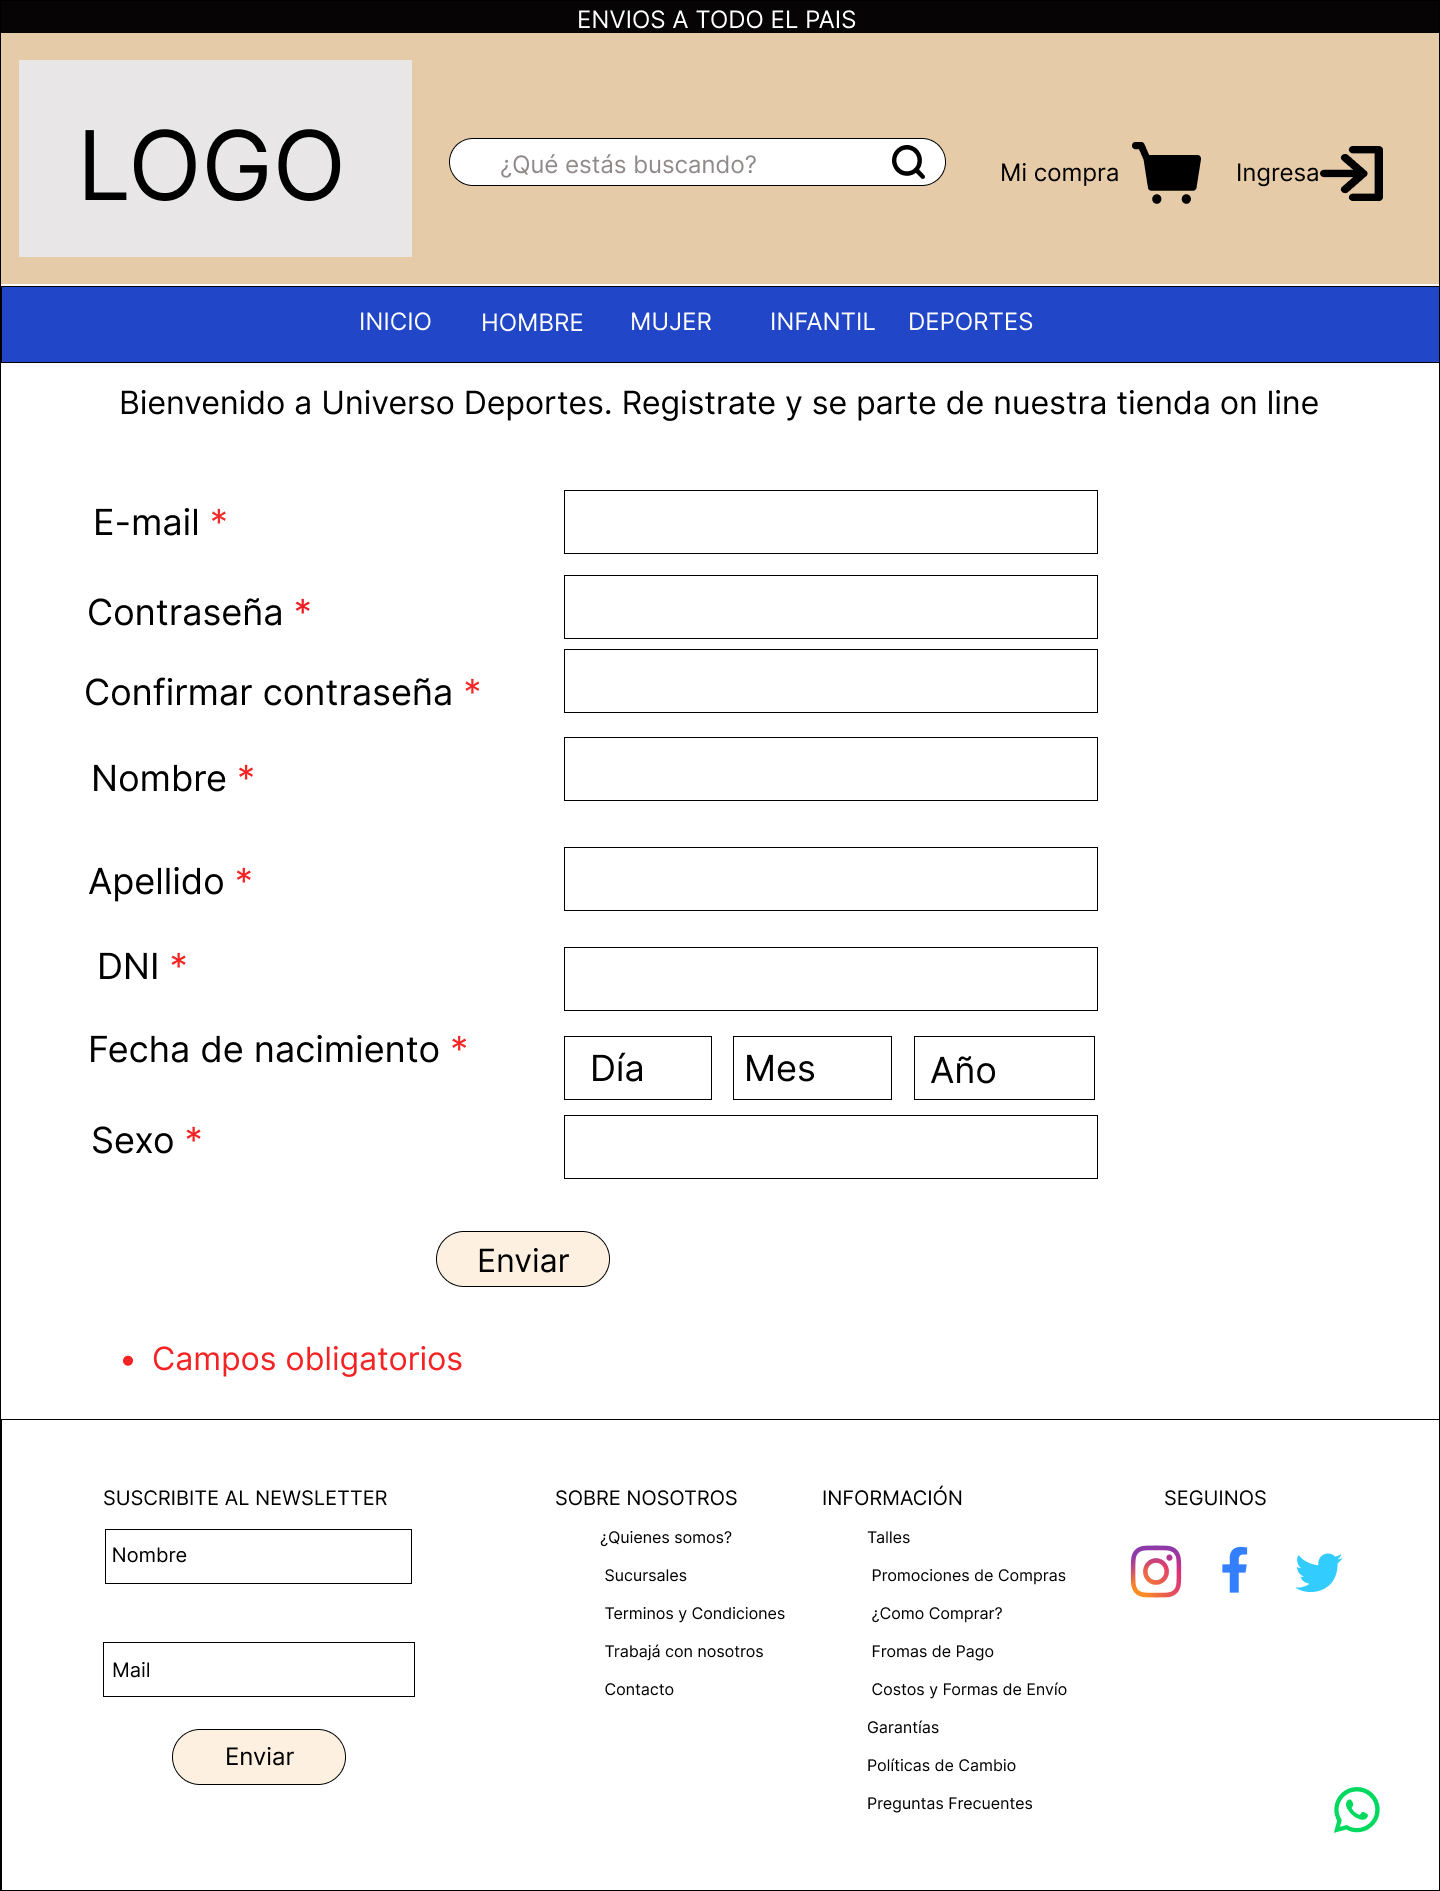 ENVIOS A TODO EL PAIS
LOGO
¿Qué estás buscando?
Mi compra
Ingresa
INICIO HOMBRE MUJER INFANTIL DEPORTES
Bienvenido a Universo Deportes. Registrate y se parte de nuestra tienda on line
E-mail *
Contraseña *
Confirmar contraseña *
Nombre *
Apellido *
DNI *
Fecha de nacimiento *
Día Mes Año
Sexo *
Enviar
• Campos obligatorios
SUSCRIBITE AL NEWSLETTER
Nombre
Mail
Enviar
SOBRE NOSOTROS
¿Quienes somos?
Sucursales
Terminos y Condiciones
Trabajá con nosotros
Contacto
INFORMACIÓN
Talles
Promociones de Compras
¿Como Comprar?
Fromas de Pago
Costos y Formas de Envío
Garantías
Políticas de Cambio
Preguntas Frecuentes
SEGUINOS